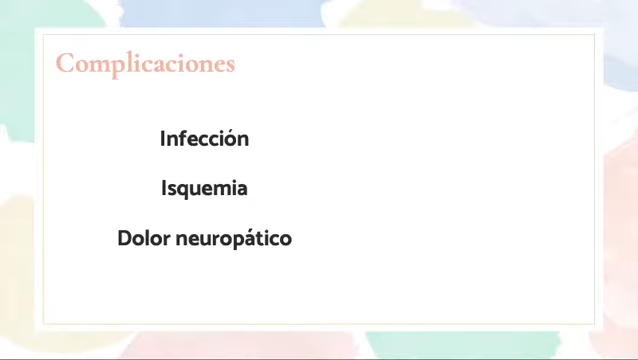 Complicaciones
Infección
Isquemia
Dolor neuropático